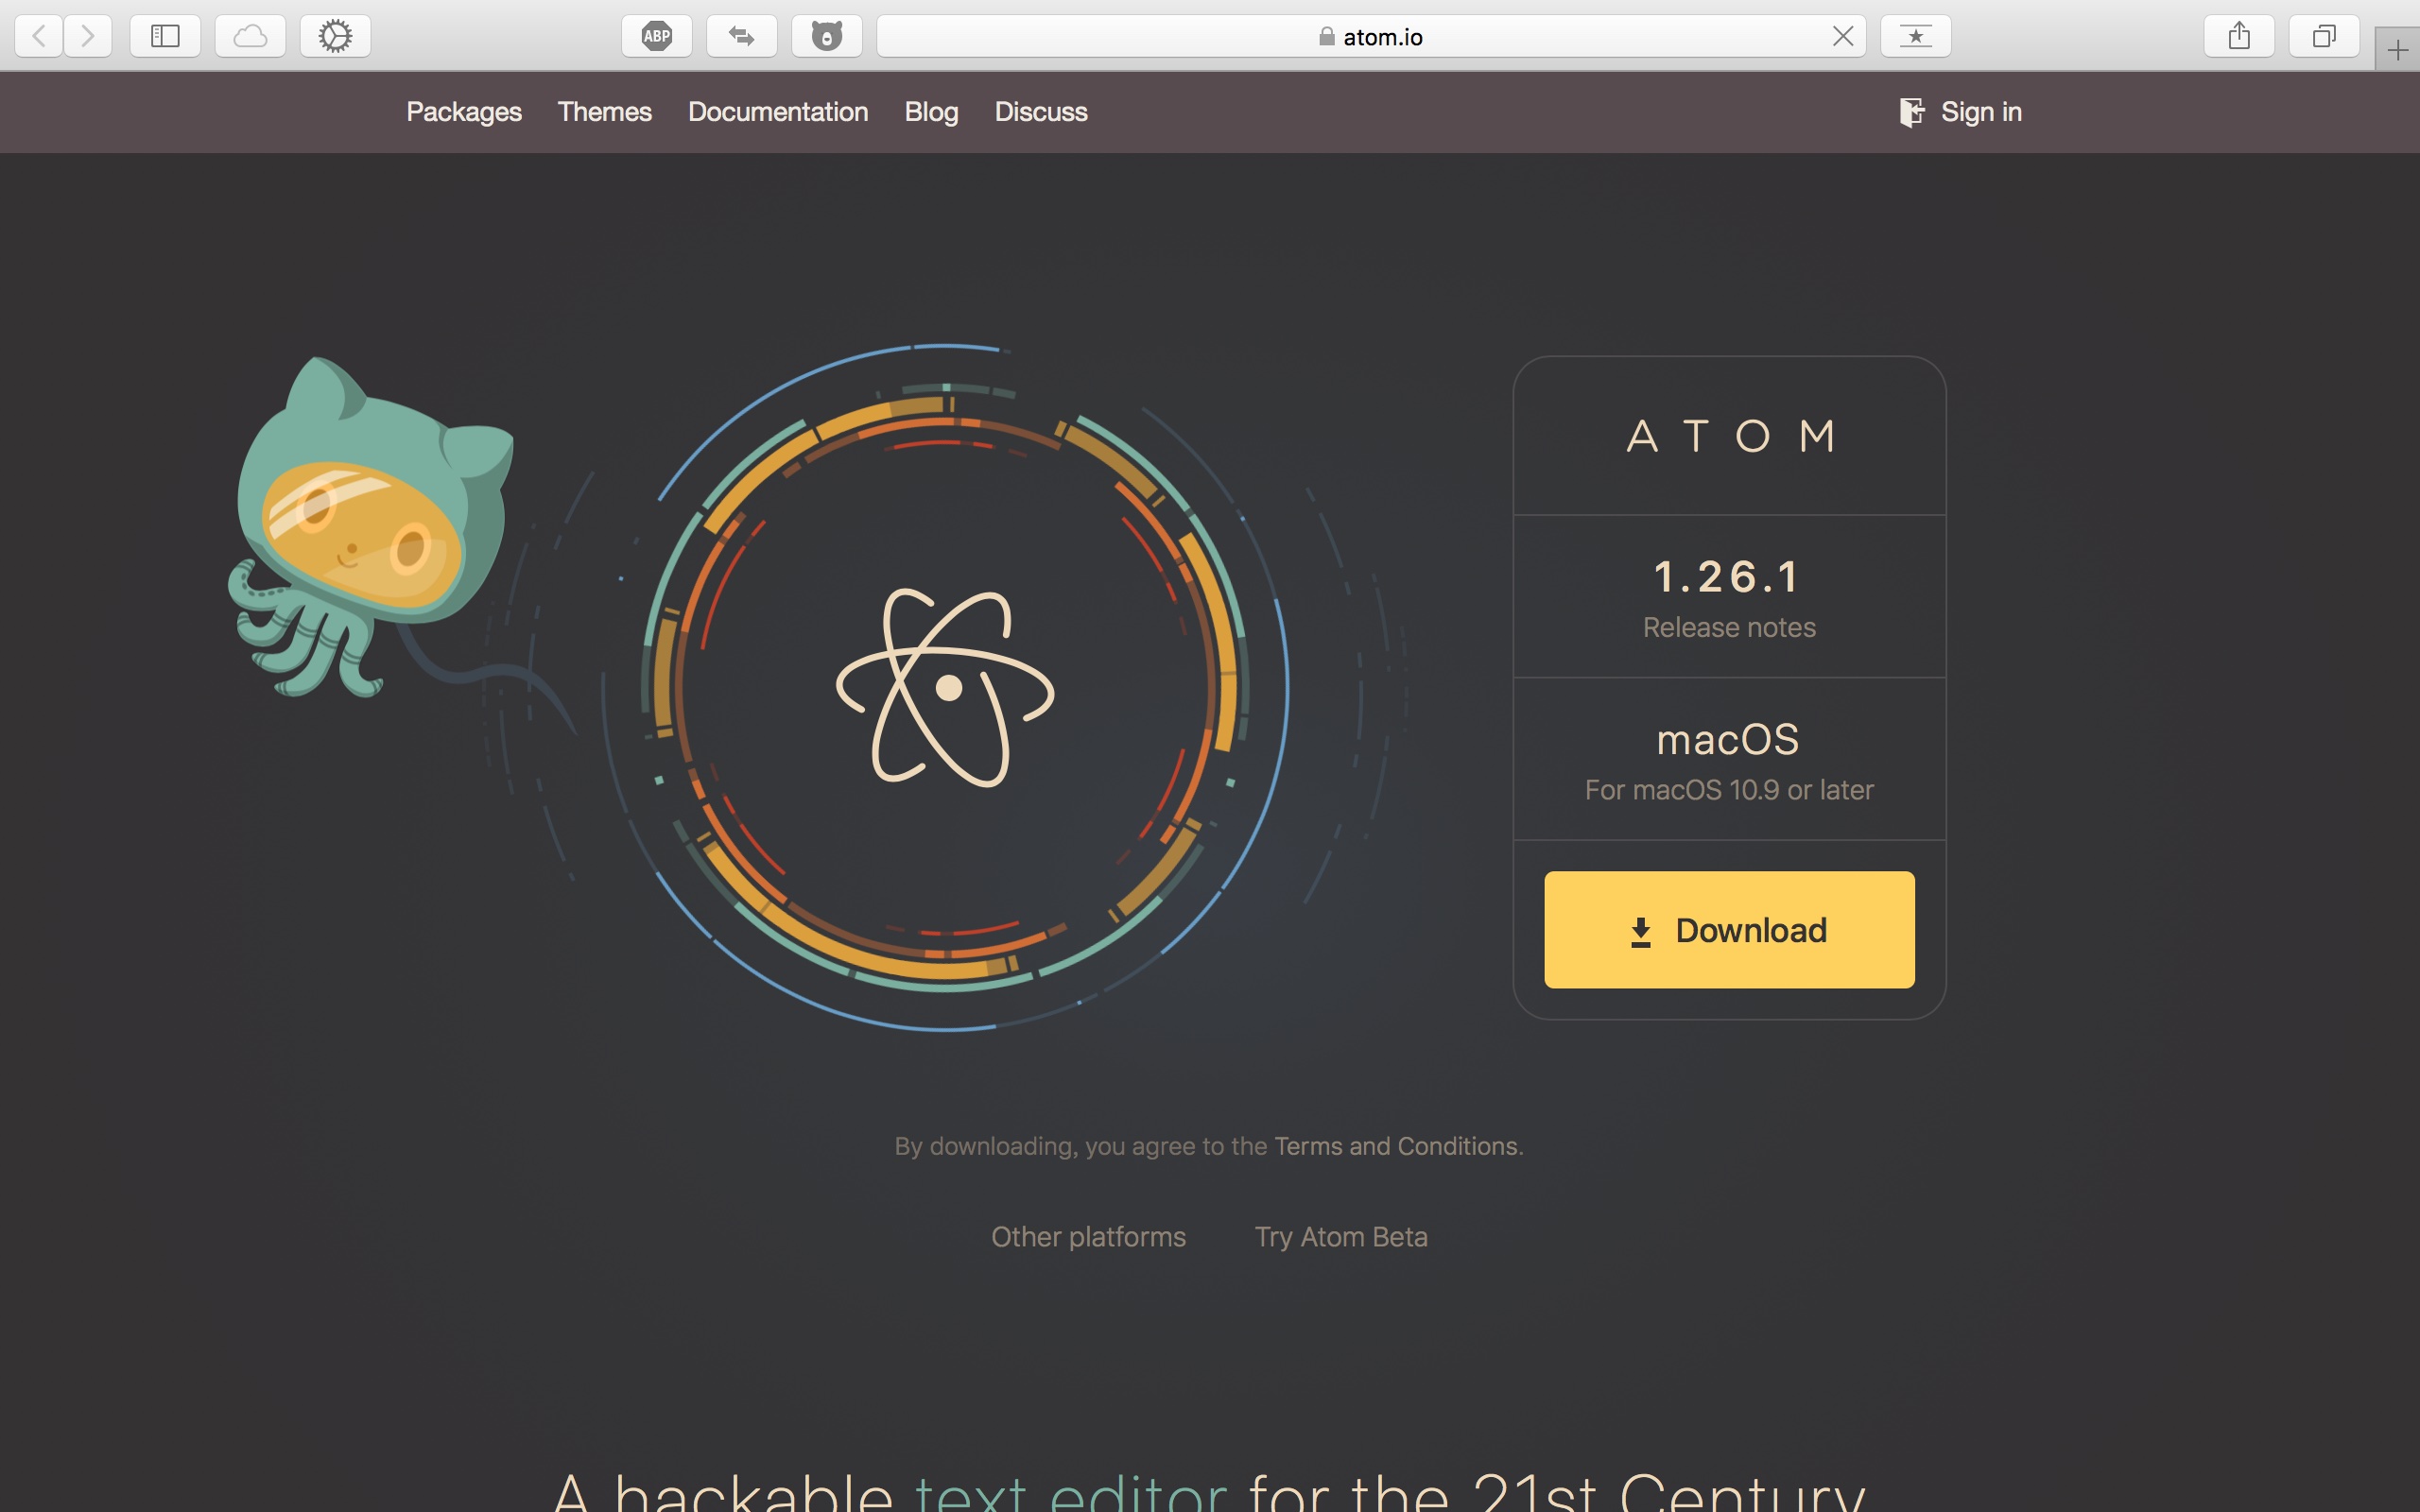 ABP
atom.io
Packages Themes Documentation Blog Discuss Sign in
ATOM
1.26.1
Release notes
macOS
For macOS 10.9 or later
Download
By downloading, you agree to the Terms and Conditions.
Other platforms Try Atom Beta
A hackable text editor for the 21st Century